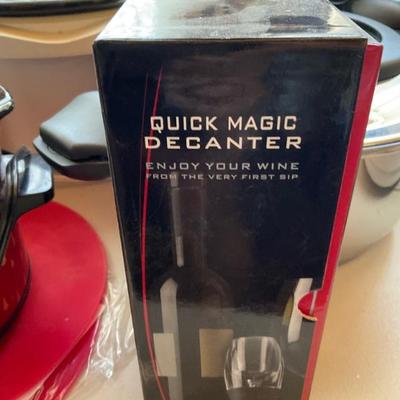 QUICK MAGIC
DECANTER
ENJOY YOUR WINE
FROM THE VERY FIRST SIP